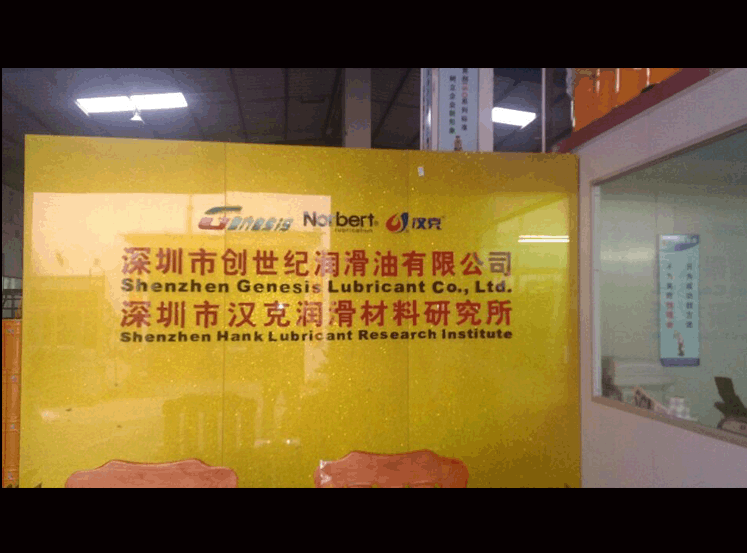 Genesis Norbert® lubrication 汉克®
深圳市创世纪润滑油有限公司
Shenzhen Genesis Lubricant Co., Ltd.
深圳市汉克润滑材料研究所
Shenzhen Hank Lubricant Research Institute